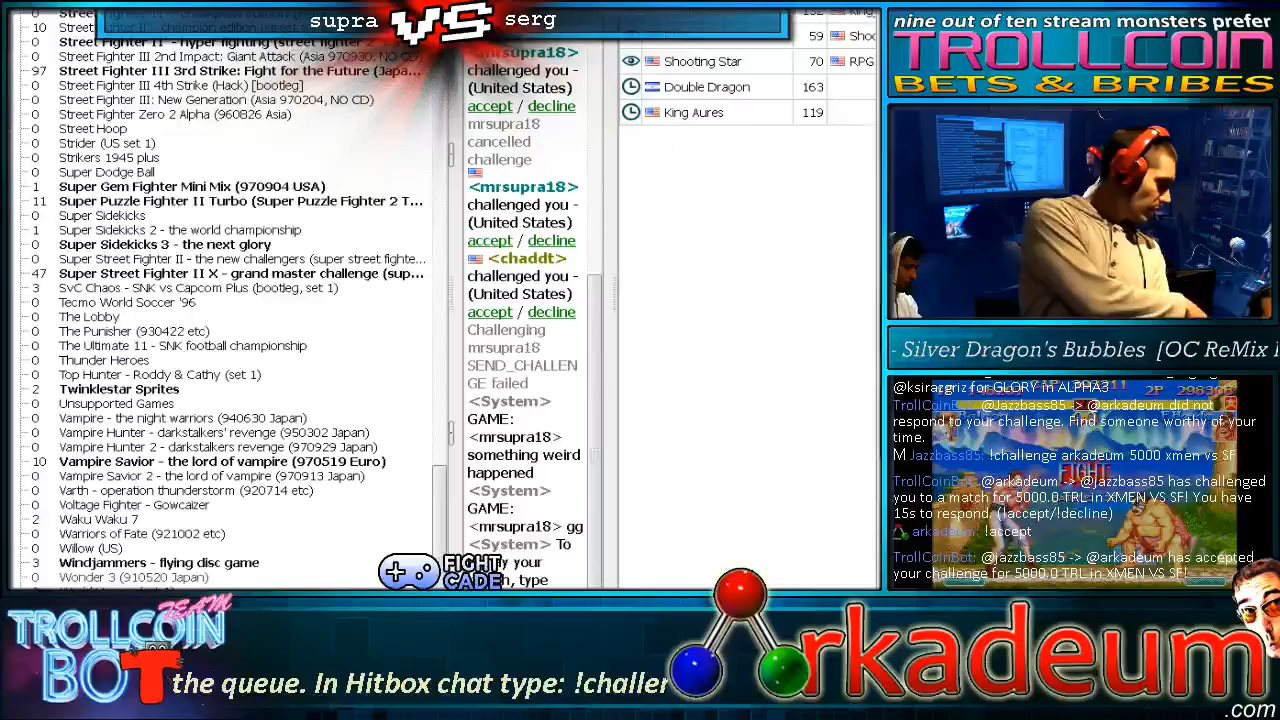 supra VS serg
10 Street Fighter II' - champion edition (street
0 Street Fighter II' - hyper fighting (street fighter 2
0 Street Fighter III 2nd Impact: Giant Attack (Asia 970930, NO CD)
97 Street Fighter III 3rd Strike: Fight for the Future (Japa...
0 Street Fighter III 4th Strike (Hack) [bootleg]
0 Street Fighter III: New Generation (Asia 970204, NO CD)
0 Street Fighter Zero 2 Alpha (960826 Asia)
0 Street Hoop
0 Strider (US set 1)
0 Strikers 1945 plus
0 Super Dodge Ball
1 Super Gem Fighter Mini Mix (970904 USA)
11 Super Puzzle Fighter II Turbo (Super Puzzle Fighter 2 T...
0 Super Sidekicks
1 Super Sidekicks 2 - the world championship
0 Super Sidekicks 3 - the next glory
0 Super Street Fighter II - the new challengers (super street fighte...
47 Super Street Fighter II X - grand master challenge (sup...
3 SvC Chaos - SNK vs Capcom Plus (bootleg, set 1)
0 Tecmo World Soccer '96
0 The Lobby
0 The Punisher (930422 etc)
0 The Ultimate 11 - SNK football championship
0 Thunder Heroes
0 Top Hunter - Roddy & Cathy (set 1)
2 Twinklestar Sprites
0 Unsupported Games
0 Vampire - the night warriors (940630 Japan)
0 Vampire Hunter - darkstalkers' revenge (950302 Japan)
0 Vampire Hunter 2 - darkstalkers revenge (970929 Japan)
10 Vampire Savior - the lord of vampire (970519 Euro)
0 Vampire Savior 2 - the lord of vampire (970913 Japan)
0 Varth - operation thunderstorm (920714 etc)
0 Voltage Fighter - Gowcaizer
2 Waku Waku 7
0 Warriors of Fate (921002 etc)
0 Willow (US)
3 Windjammers - flying disc game
0 Wonder 3 (910520 Japan)
<mrsupra18>
challenged you -
(United States)
accept / decline
mrsupra18
cancelled
challenge
<mrsupra18>
challenged you -
(United States)
accept / decline
<chaddt>
challenged you -
(United States)
accept / decline
Challenging
mrsupra18
SEND_CHALLEN
GE failed
<System>
GAME:
<mrsupra18>
something weird
happened
<System>
GAME:
<mrsupra18> gg
<System> To
your
type
FIGHT
CADE
59 Shoo
Shooting Star 70 RPG
Double Dragon 163
King Aures 119
nine out of ten stream monsters prefer
TROLLCOIN
BETS & BRIBES
- Silver Dragon's Bubbles [OC ReMix
@ksirargriz for GLORY in ALPHA3
TrollCoinBot: @Jazzbass85 -> @arkadeum did not
respond to your challenge. Find someone worthy of your
time.
M Jazzbass85: !challenge arkadeum 5000 xmen vs SF
TrollCoinBot: @arkadeum -> @jazzbass85 has challenged
you to a match for 5000.0 TRL in XMEN VS SF! You have
15s to respond. (!accept/!decline)
arkadeum: !accept
TrollCoinBot: @jazzbass85 -> @arkadeum has accepted
your challenge for 5000.0 TRL in XMEN VS SF!
2P
FIGHT
TEAM
TROLLCOIN
BOT
the queue. In Hitbox chat type: !challen
Arkadeum
.com